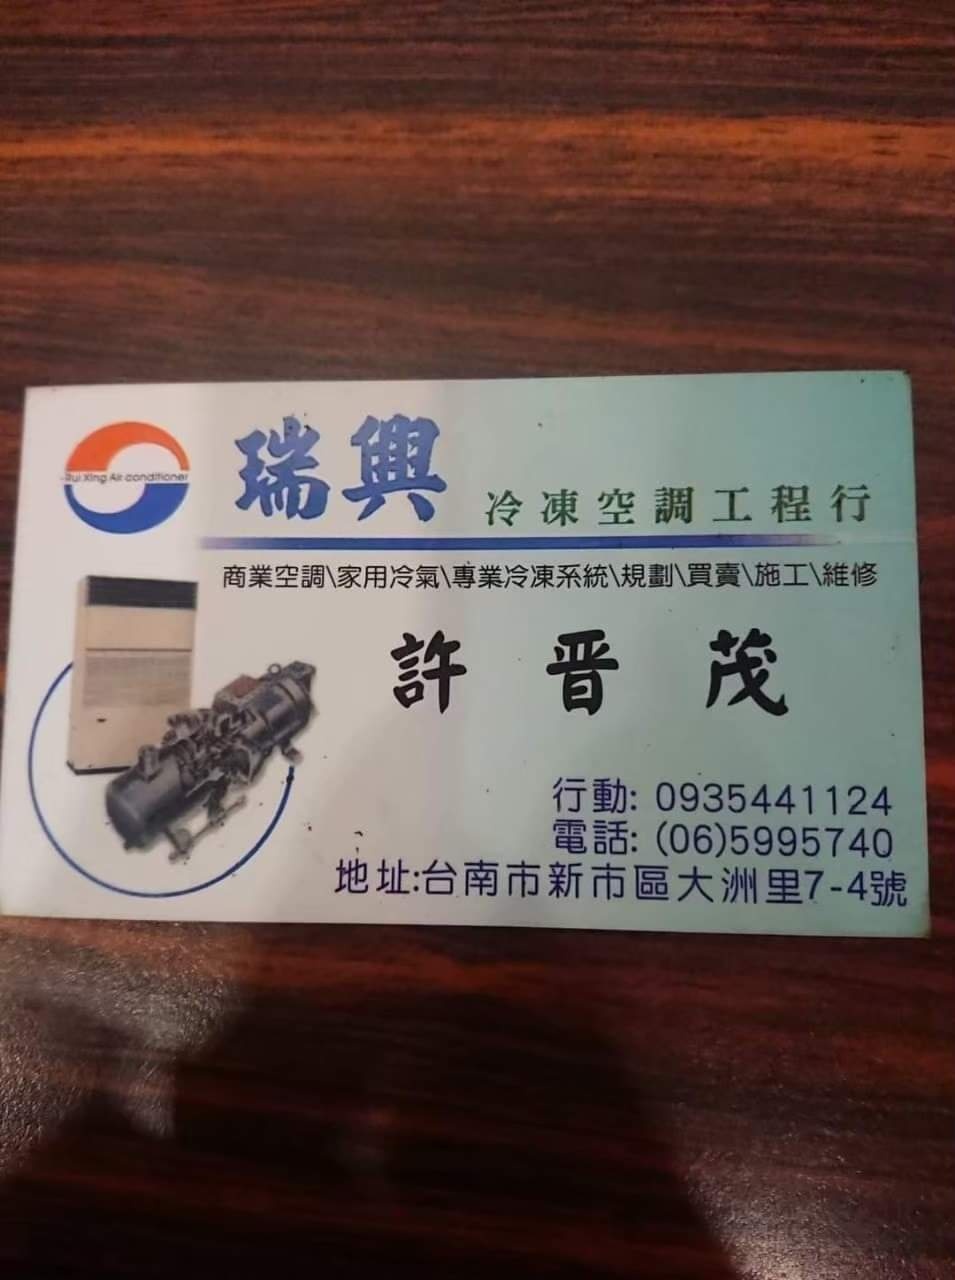 Rui Xing Air conditioner
瑞興 冷凍空調工程行
商業空調\家用冷氣\專業冷凍系統\規劃\買賣\施工\維修
許晋茂
行動: 0935441124
電話: (06)5995740
地址:台南市新市區大洲里7-4號